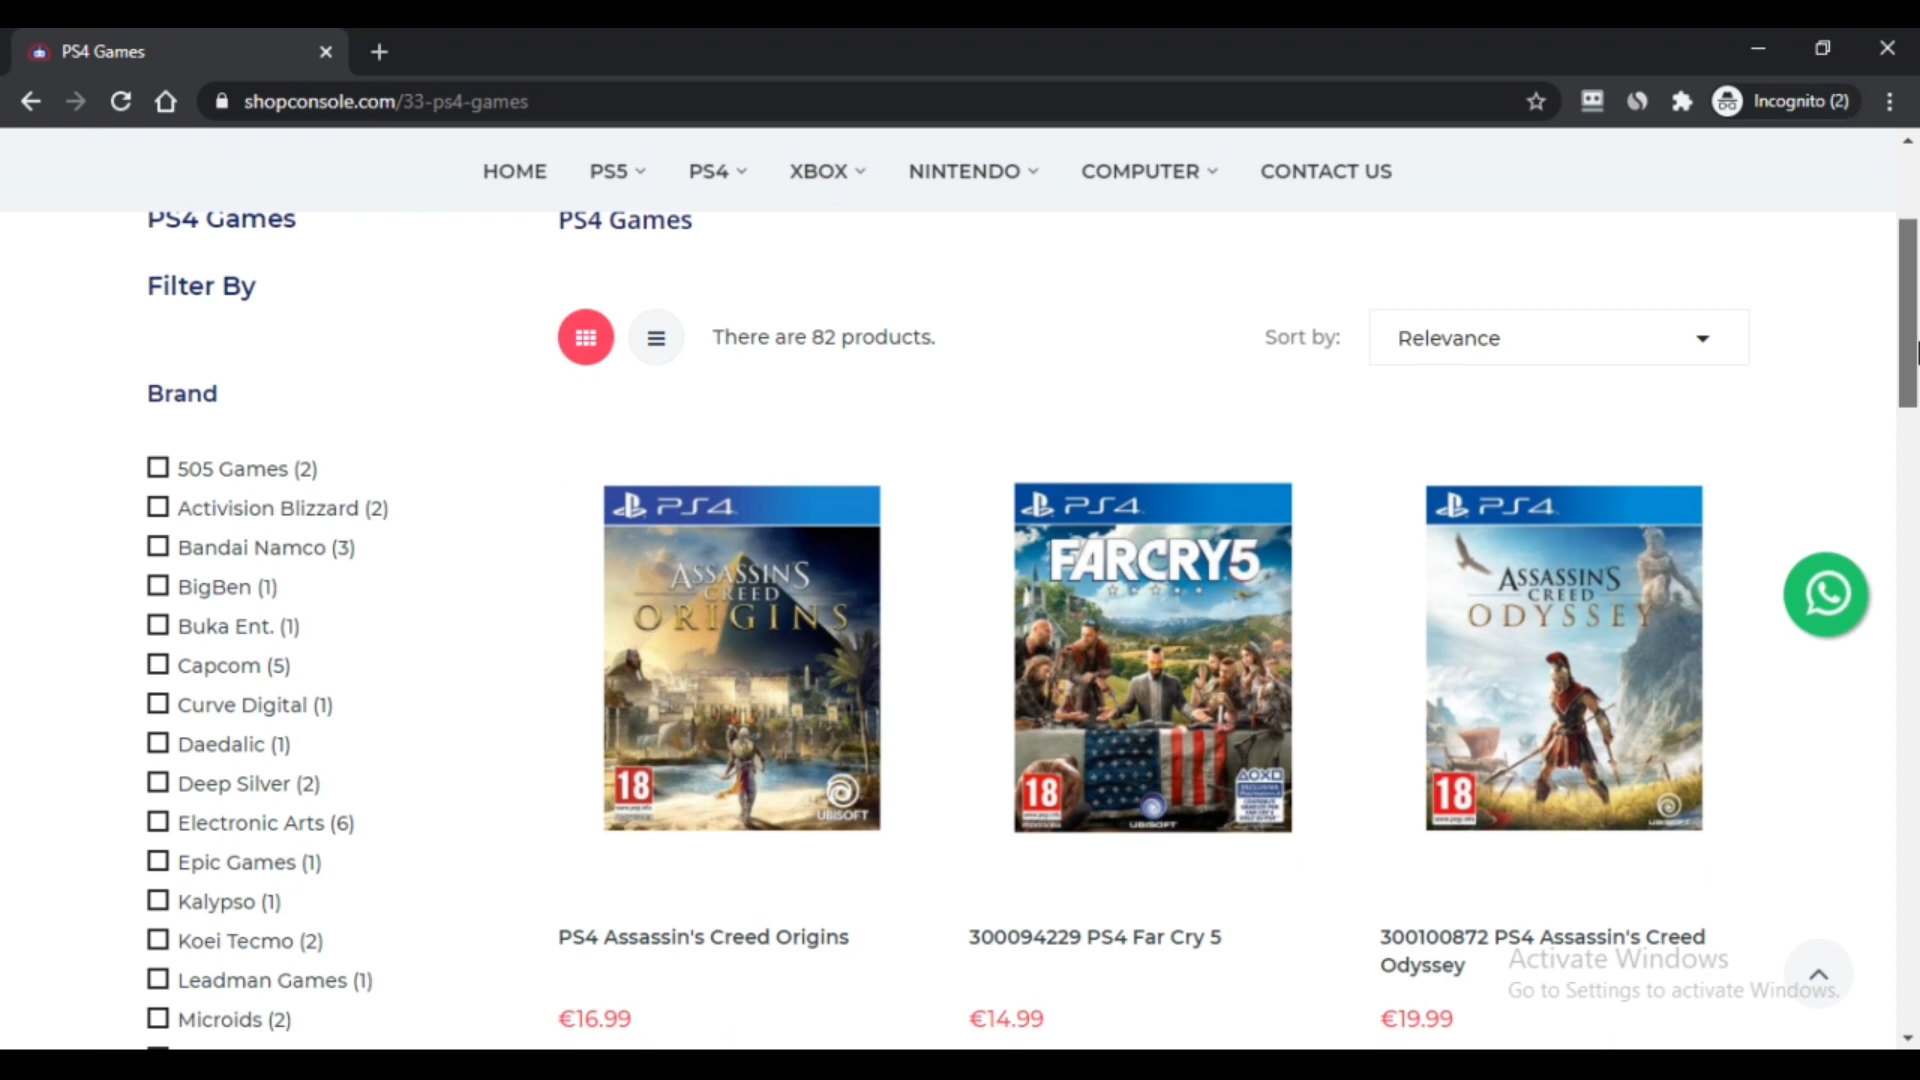 PS4 Games
shopconsole.com/33-ps4-games
Incognito (2)
HOME PS5 PS4 XBOX NINTENDO COMPUTER CONTACT US
PS4 Games
Filter By
Brand
505 Games (2)
Activision Blizzard (2)
Bandai Namco (3)
BigBen (1)
Buka Ent. (1)
Capcom (5)
Curve Digital (1)
Daedalic (1)
Deep Silver (2)
Electronic Arts (6)
Epic Games (1)
Kalypso (1)
Koei Tecmo (2)
Leadman Games (1)
Microids (2)
PS4 Games
There are 82 products.
Sort by: Relevance
PS4
ASSASSIN'S
CREED
ORIGINS
18
UBISOFT
PS4 Assassin's Creed Origins
€16.99
PS4
FARCRY5
18
UBISOFT
300094229 PS4 Far Cry 5
€14.99
PS4
ASSASSIN'S
CREED
ODYSSEY
18
300100872 PS4 Assassin's Creed
Odyssey
€19.99
Activate Windows
Go to Settings to activate Windows.